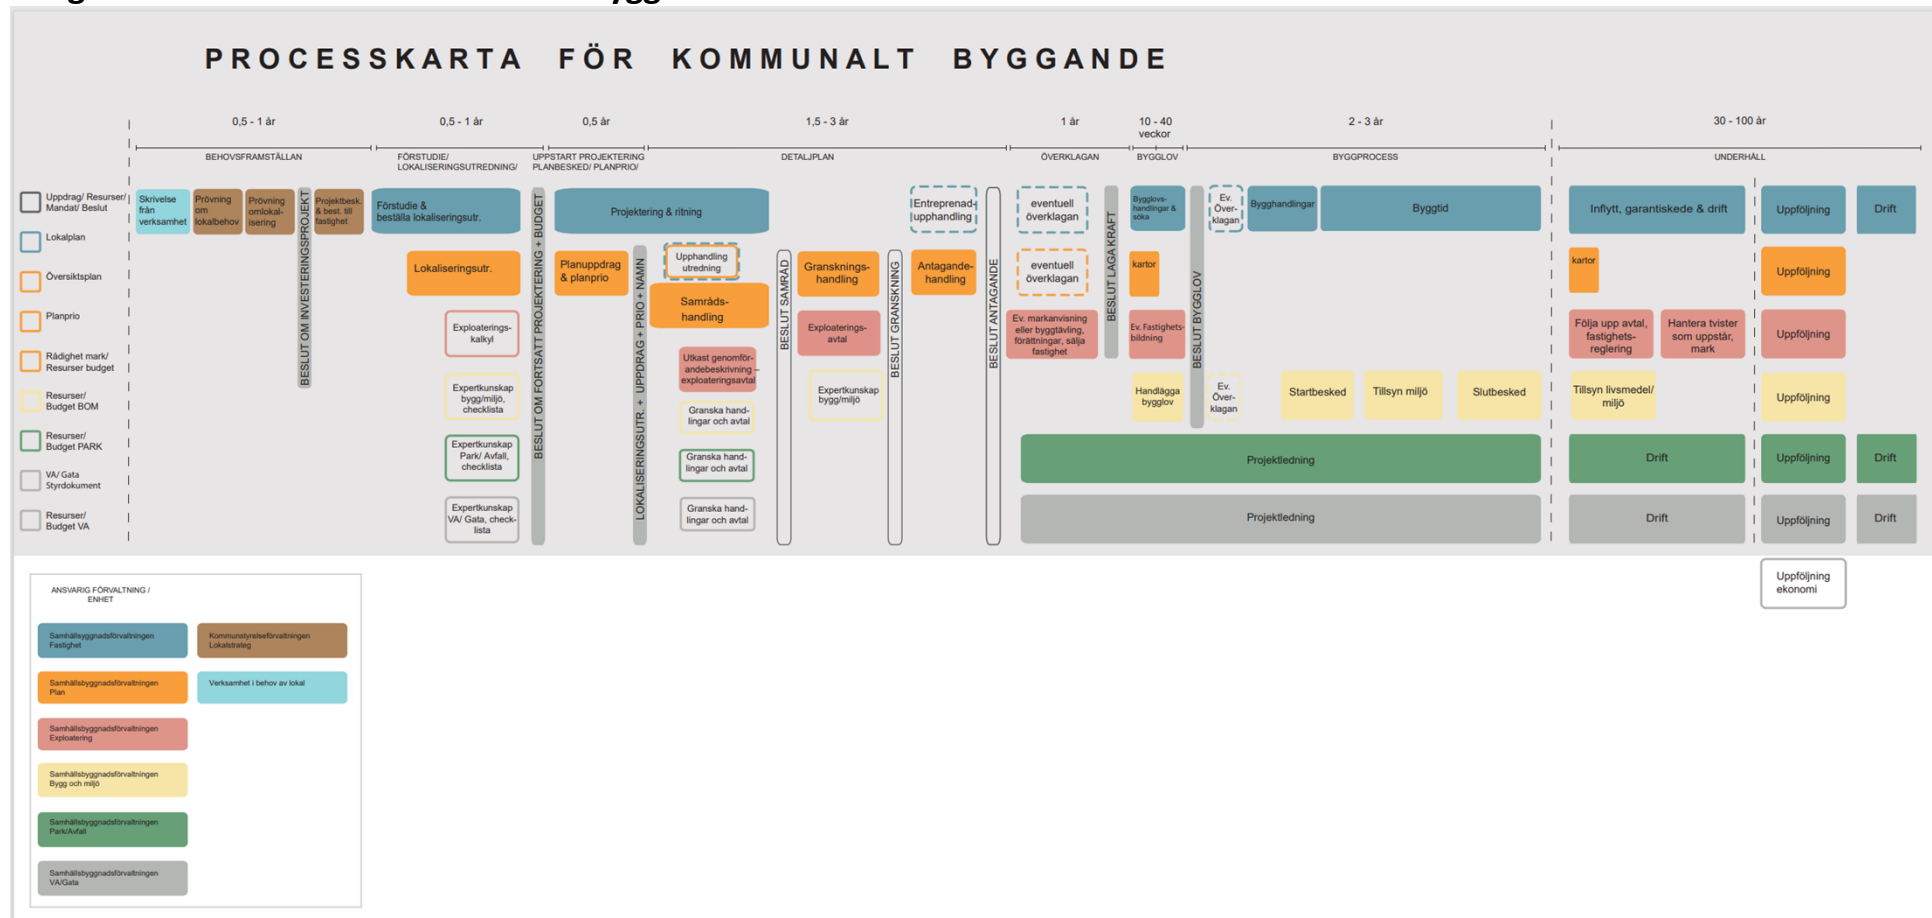 PROCESSKARTA FÖR KOMMUNALT BYGGANDE
0,5 - 1 år
0,5 - 1 år
0,5 år
1,5 - 3 år
1 år
10 - 40
veckor
2 - 3 år
30 - 100 år
BEHOVSFRAMSTÄLLAN
FÖRSTUDIE/
LOKALISERINGSUTREDNING/
UPPSTART PROJEKTERING
PLANBESKED/ PLANPRIO/
DETALJPLAN
ÖVERKLAGAN
BYGGLOV
BYGGPROCESS
UNDERHÅLL
Uppdrag/ Resurser/
Mandat/ Beslut
Lokalplan
Översiktsplan
Planprio
Rådighet mark/
Resurser budget
Resurser/
Budget BOM
Resurser/
Budget PARK
VA/ Gata
Styrdokument
Resurser/
Budget VA
Skrivelse
från
verksamhet
Prövning
om
lokalbehov
Prövning
omlokal-
isering
BESLUT OM INVESTERINGSPROJEKT
Projektbesk.
& best. till
fastighet
Förstudie &
beställa lokaliseringsutr.
BESLUT OM FORTSATT PROJEKTERING + BUDGET
Projektering & ritning
Entreprenad-
upphandling
eventuell
överklagan
BESLUT LAGA KRAFT
Bygglovs-
handlingar &
söka
BESLUT BYGGLOV
Ev.
Över-
klagan
Bygghandlingar
Byggtid
Inflytt, garantiskede & drift
Uppföljning
Drift
Lokaliseringsutr.
Planuppdrag
& planprio
LOKALISERINGSUTR. + UPPDRAG + PRIO + NAMN
Upphandling
utredning
Samråds-
handling
BESLUT SAMRÅD
Gransknings-
handling
BESLUT GRANSKNING
Antagande-
handling
BESLUT ANTAGANDE
eventuell
överklagan
kartor
kartor
Uppföljning
Exploaterings-
kalkyl
Utkast genomför-
andebeskrivning –
exploateringsavtal
Exploaterings-
avtal
Ev. markanvisning
eller byggtävling,
förättningar, sälja
fastighet
Ev. Fastighets-
bildning
Följa upp avtal,
fastighets-
reglering
Hantera tvister
som uppstår,
mark
Uppföljning
Expertkunskap
bygg/miljö,
checklista
Granska hand-
lingar och avtal
Expertkunskap
bygg/miljö
Handlägga
bygglov
Ev.
Över-
klagan
Startbesked
Tillsyn miljö
Slutbesked
Tillsyn livsmedel/
miljö
Uppföljning
Expertkunskap
Park/ Avfall,
checklista
Granska hand-
lingar och avtal
Projektledning
Drift
Uppföljning
Drift
Expertkunskap
VA/ Gata, check-
lista
Granska hand-
lingar och avtal
Projektledning
Drift
Uppföljning
Drift
Uppföljning
ekonomi
ANSVARIG FÖRVALTNING /
ENHET
Samhällsyggnadsförvaltningen
Fastighet
Kommunstyrelseförvaltningen
Lokalstrateg
Samhällsbyggnadsförvaltningen
Plan
Verksamhet i behov av lokal
Samhällsbyggnadsförvaltningen
Exploatering
Samhällsbyggnadsförvaltningen
Bygg och miljö
Samhällsbyggnadsförvaltningen
Park/Avfall
Samhällsbyggnadsförvaltningen
VA/Gata